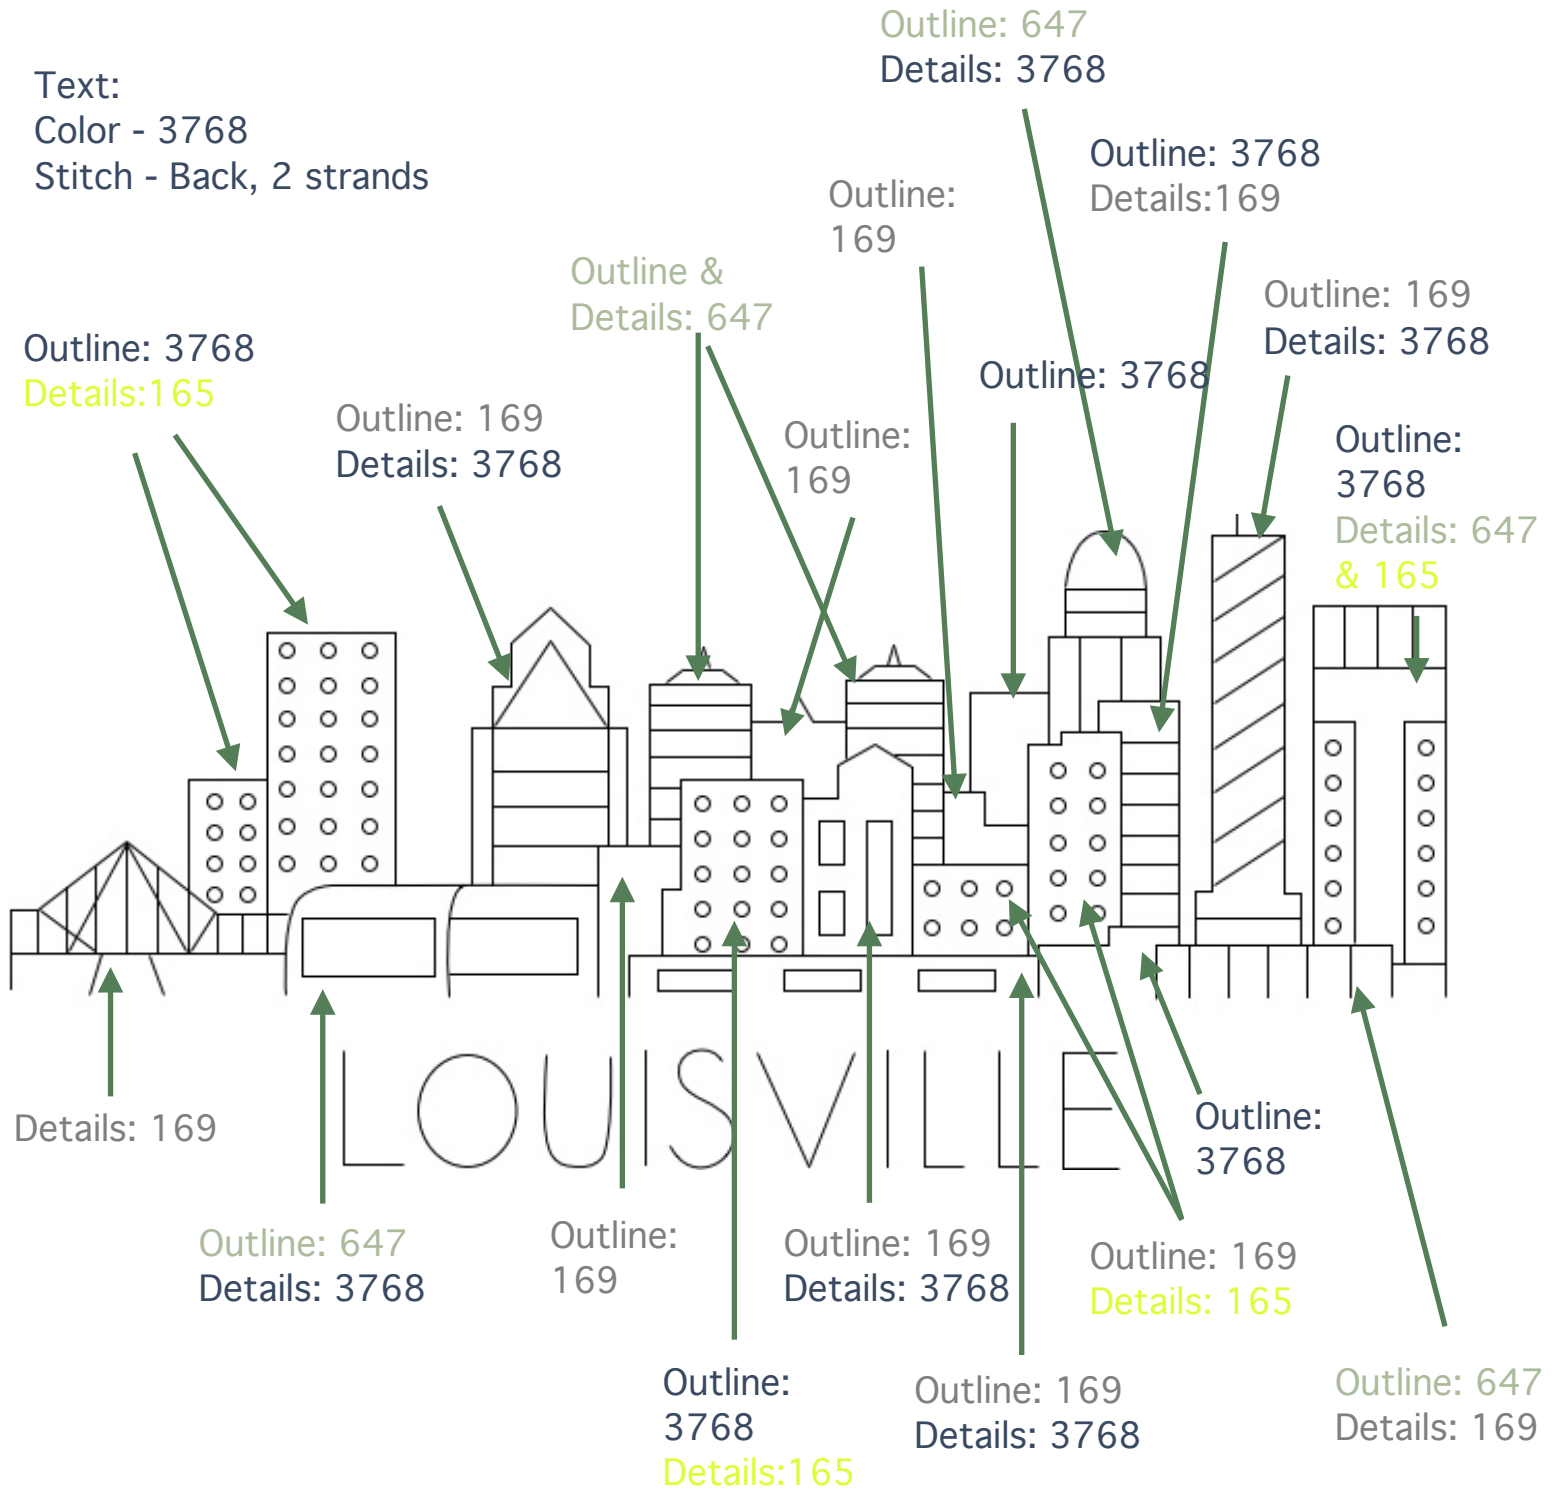 Outline: 647
Details: 3768
Text:
Color - 3768
Stitch - Back, 2 strands
Outline: 3768
Details:169
Outline:
169
Outline &
Details: 647
Outline: 169
Details: 3768
Outline: 3768
Details:165
Outline: 3768
Outline: 169
Details: 3768
Outline:
169
Outline:
3768
Details: 647
& 165
LOUISVILLE
Details: 169
Outline:
3768
Outline: 647
Details: 3768
Outline:
169
Outline: 169
Details: 3768
Outline: 169
Details: 165
Outline:
3768
Details:165
Outline: 169
Details: 3768
Outline: 647
Details: 169